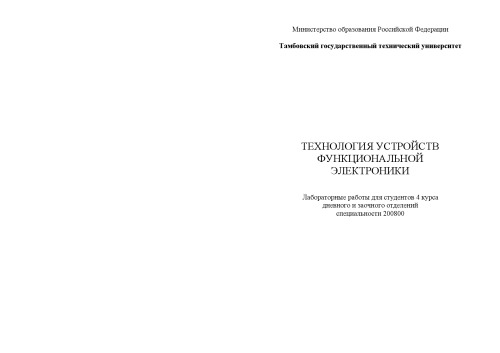 Министерство образования Российской Федерации
Тамбовский государственный технический университет
ТЕХНОЛОГИЯ УСТРОЙСТВ
ФУНКЦИОНАЛЬНОЙ
ЭЛЕКТРОНИКИ
Лабораторные работы для студентов 4 курса
дневного и заочного отделений
специальности 200800